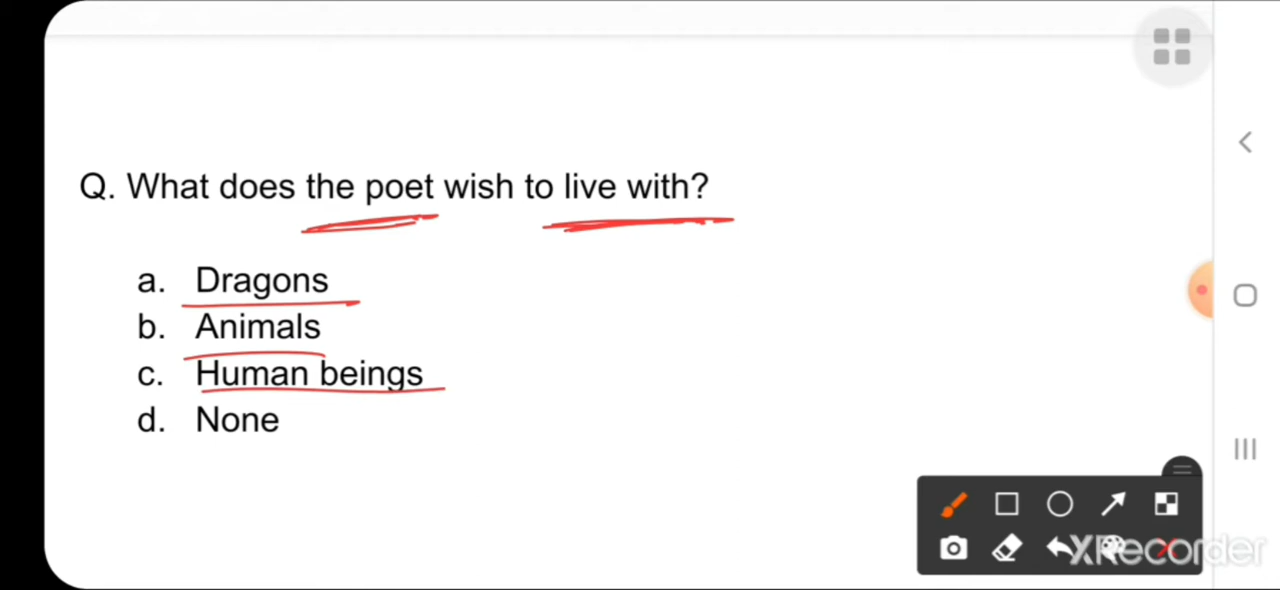 Q. What does the poet wish to live with?
a. Dragons
b. Animals
c. Human beings
d. None
XRecorder